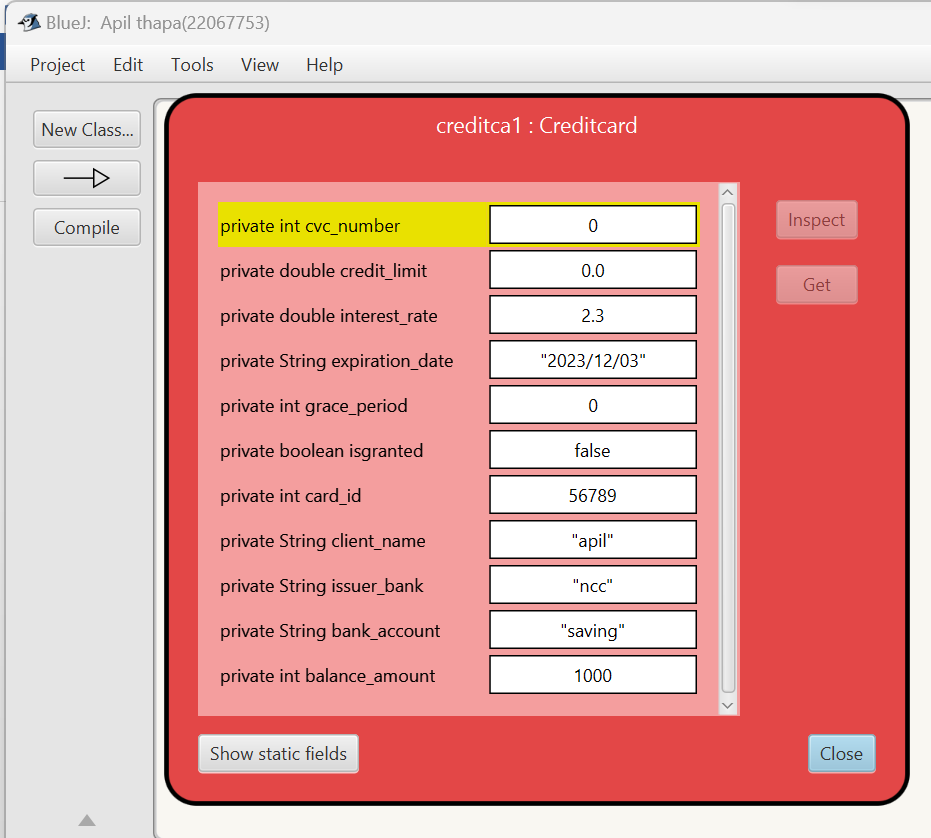 BlueJ: Apil thapa(22067753)
Project Edit Tools View Help
New Class...
Compile
creditca1 : Creditcard
private int cvc_number 0
private double credit_limit 0.0
private double interest_rate 2.3
private String expiration_date "2023/12/03"
private int grace_period 0
private boolean isgranted false
private int card_id 56789
private String client_name "apil"
private String issuer_bank "ncc"
private String bank_account "saving"
private int balance_amount 1000
Inspect
Get
Show static fields
Close